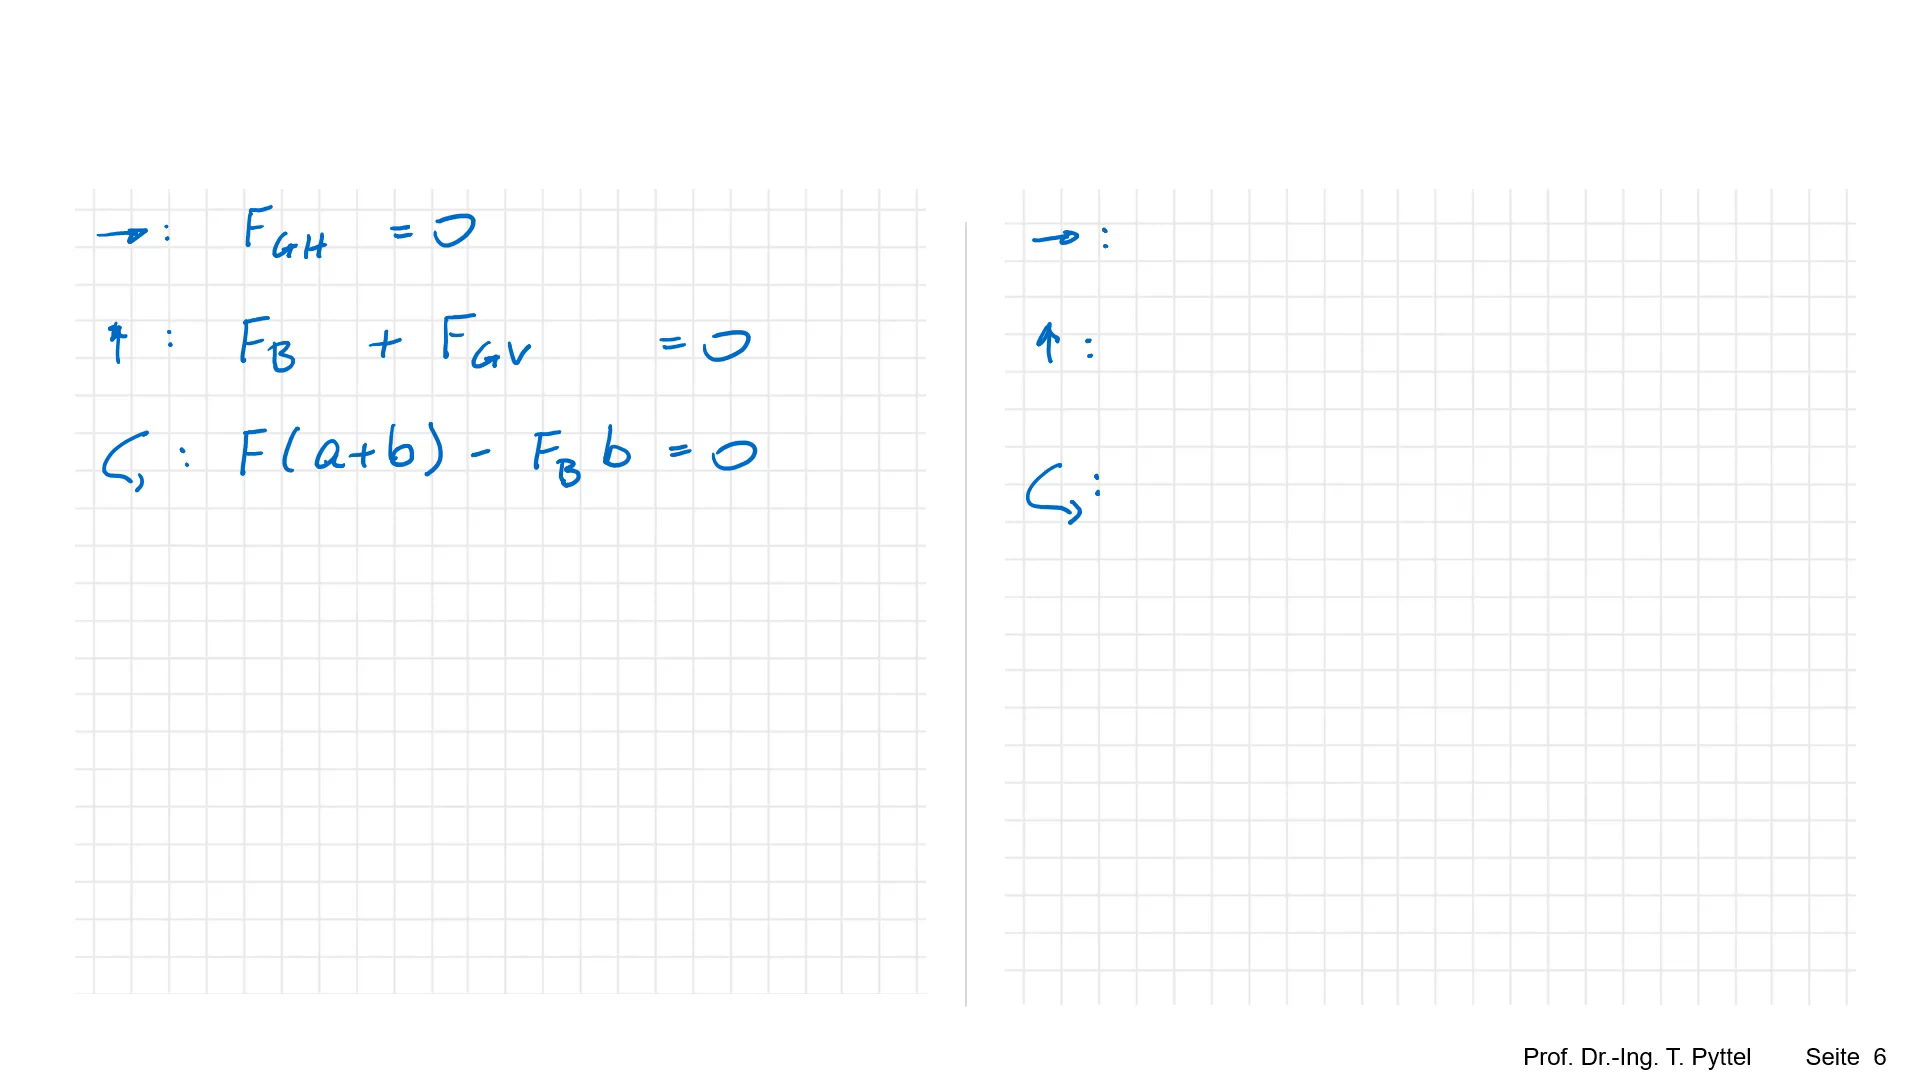 →: F_GH = 0
↑: F_B + F_GV = 0
⤹: F(a+b) - F_B b = 0
→:
↑:
⤹:
Prof. Dr.-Ing. T. Pyttel Seite 6